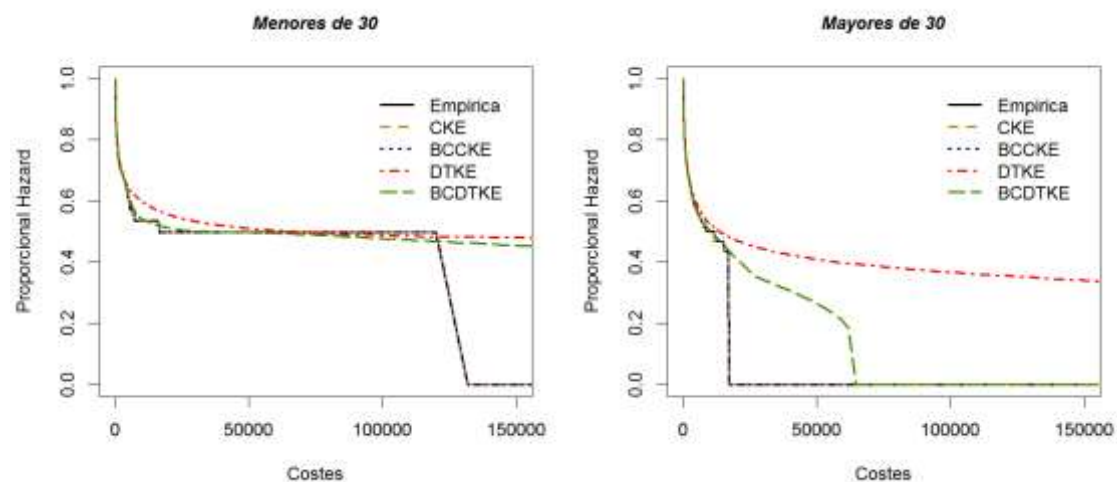 Menores de 30
Proporcional Hazard
1.0
0.8
0.6
0.4
0.2
0.0
Empirica
CKE
BCCKE
DTKE
BCDTKE
0 50000 100000 150000
Costes
Mayores de 30
Proporcional Hazard
1.0
0.8
0.6
0.4
0.2
0.0
Empirica
CKE
BCCKE
DTKE
BCDTKE
0 50000 100000 150000
Costes